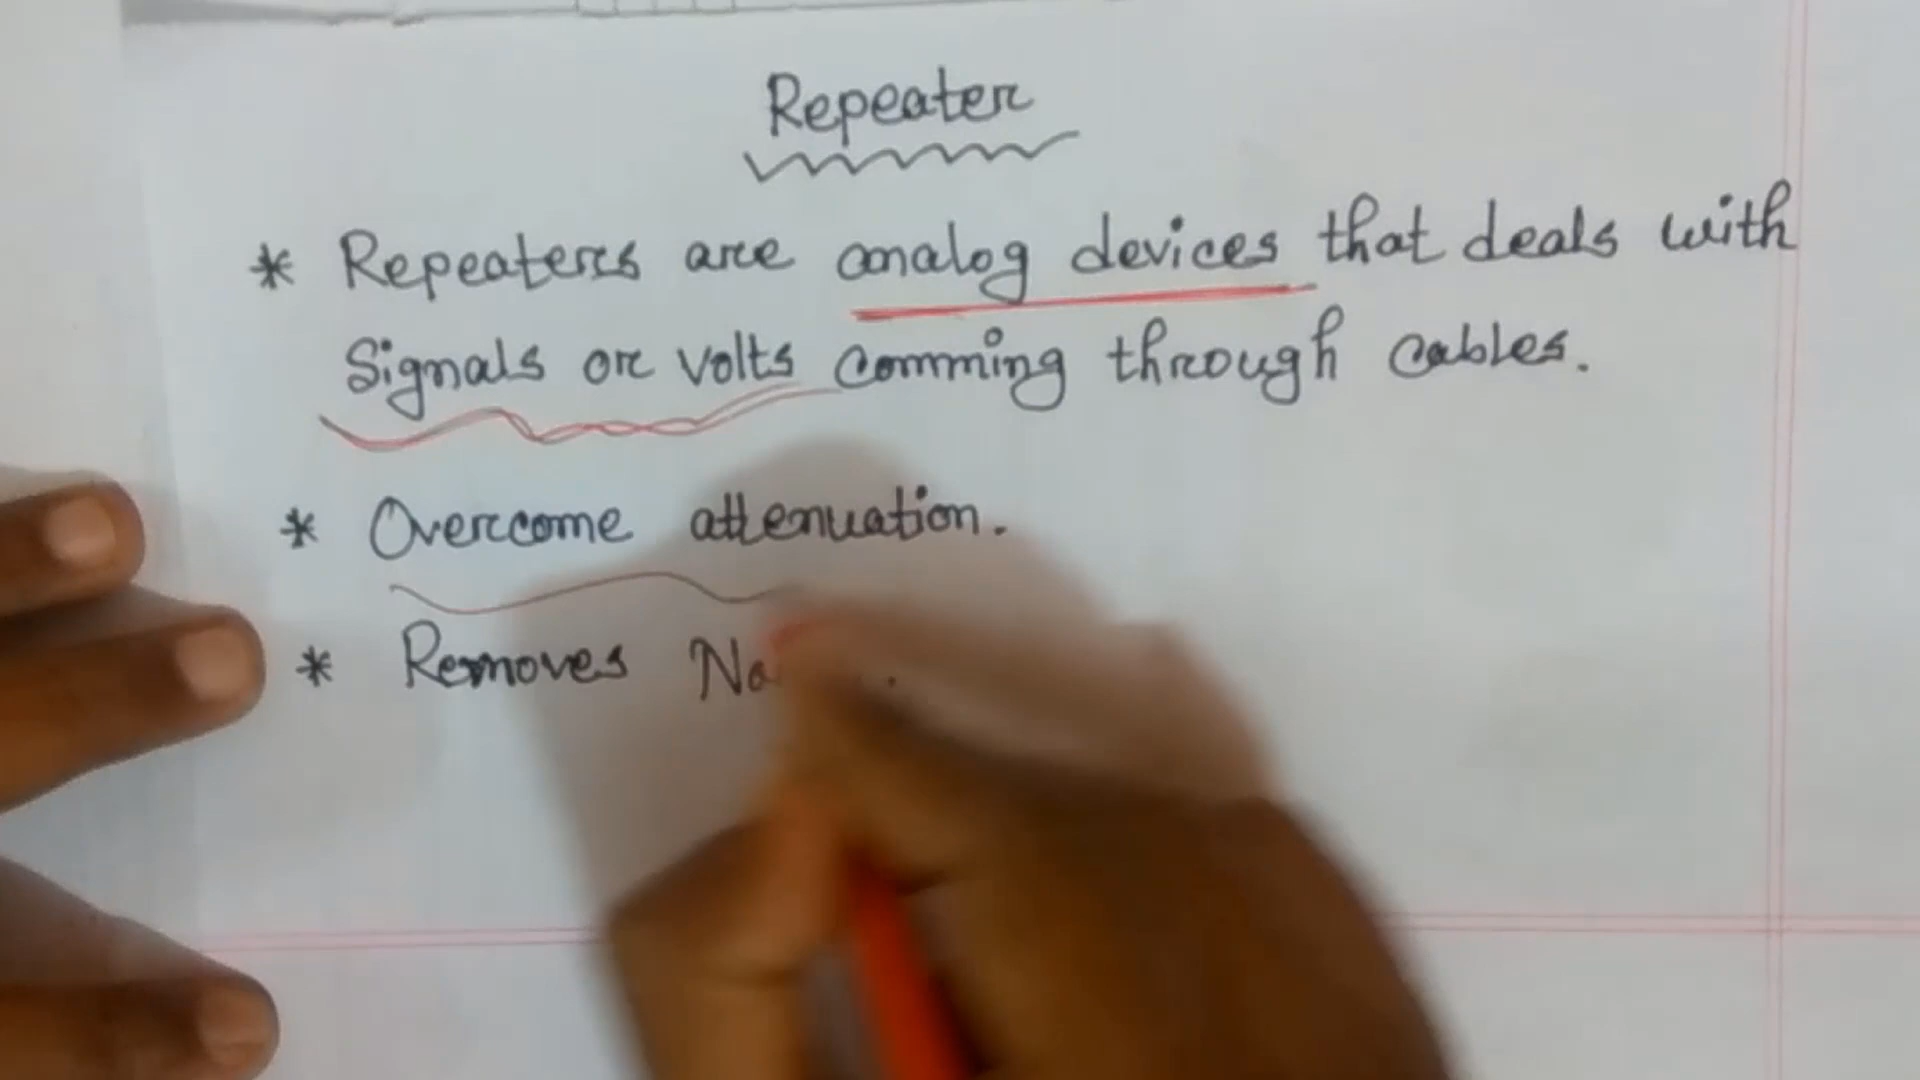 Repeater
* Repeaters are analog devices that deals with
Signals or volts comming through cables.
* Overcome attenuation.
* Removes